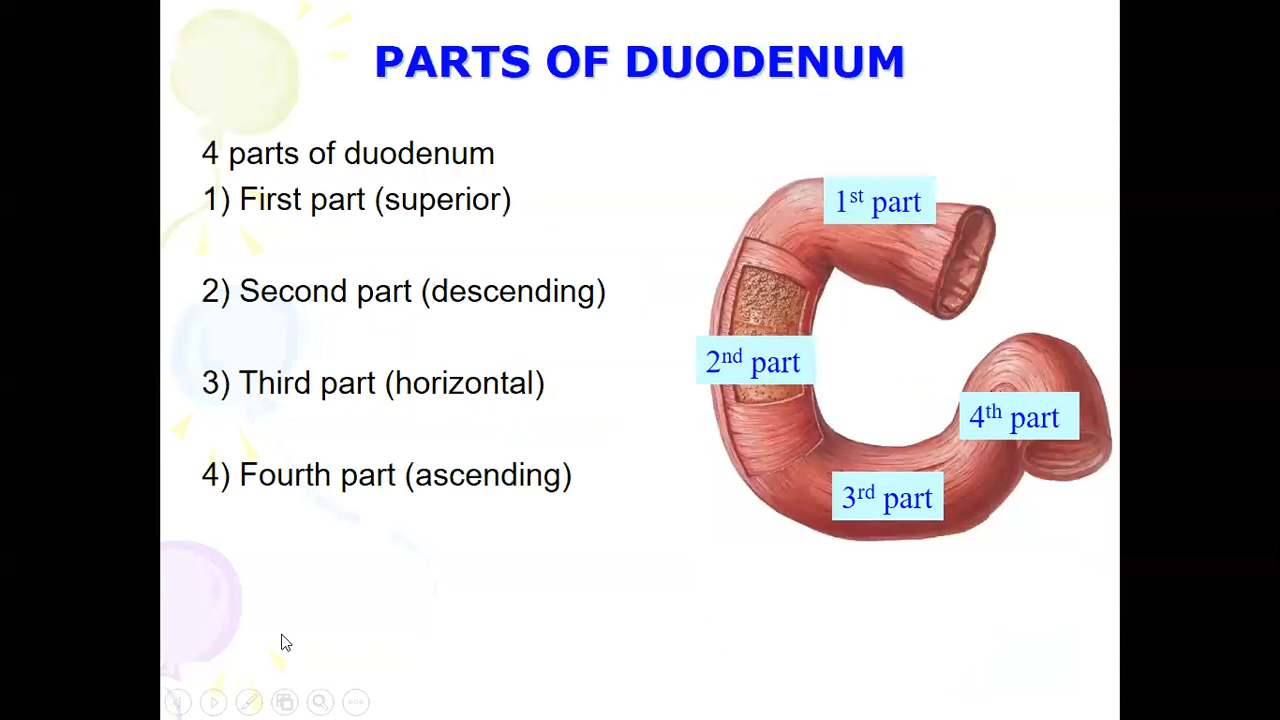 PARTS OF DUODENUM
4 parts of duodenum
1) First part (superior)
2) Second part (descending)
3) Third part (horizontal)
4) Fourth part (ascending)
1st part
2nd part
4th part
3rd part